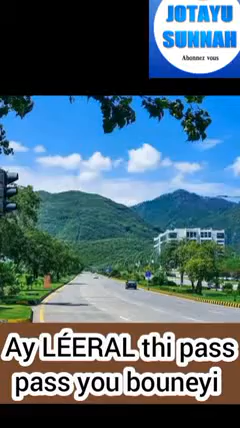 JOTAYU
SUNNAH
Abonnez vous
Ay LÉERAL thi pass
pass you bouneyi